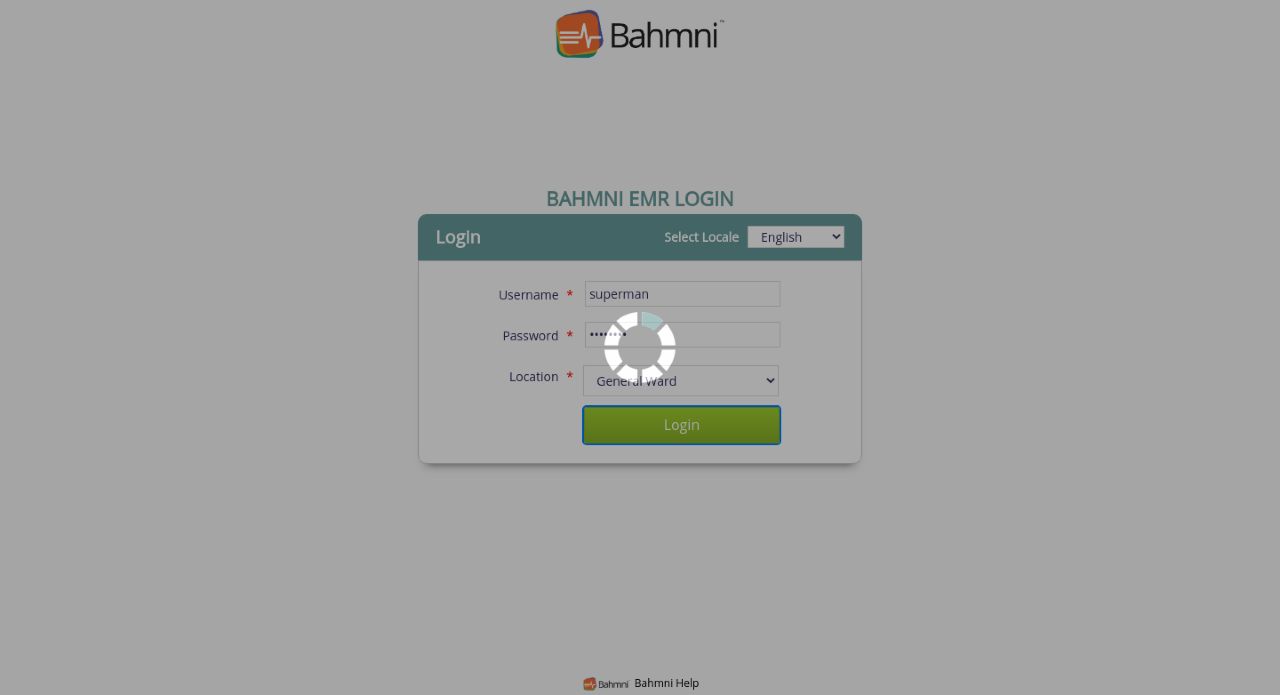 Bahmni™
BAHMNI EMR LOGIN
LogIn
Select Locale English
Username * superman
Password * ••••••••
Location * General Ward
Login
Bahmni Bahmni Help